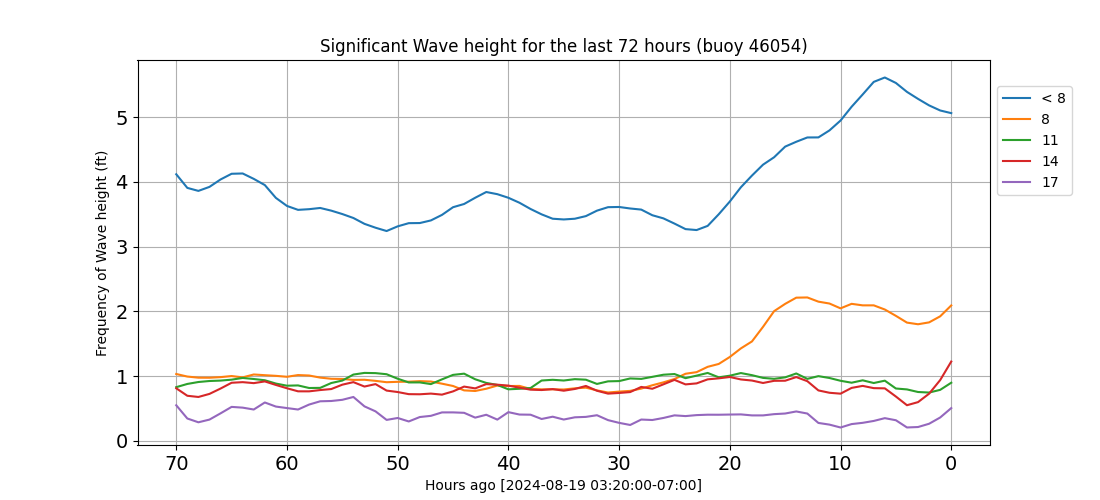 Significant Wave height for the last 72 hours (buoy 46054)
Frequency of Wave height (ft)
5
4
3
2
1
0
70 60 50 40 30 20 10 0
Hours ago [2024-08-19 03:20:00-07:00]
< 8
8
11
14
17